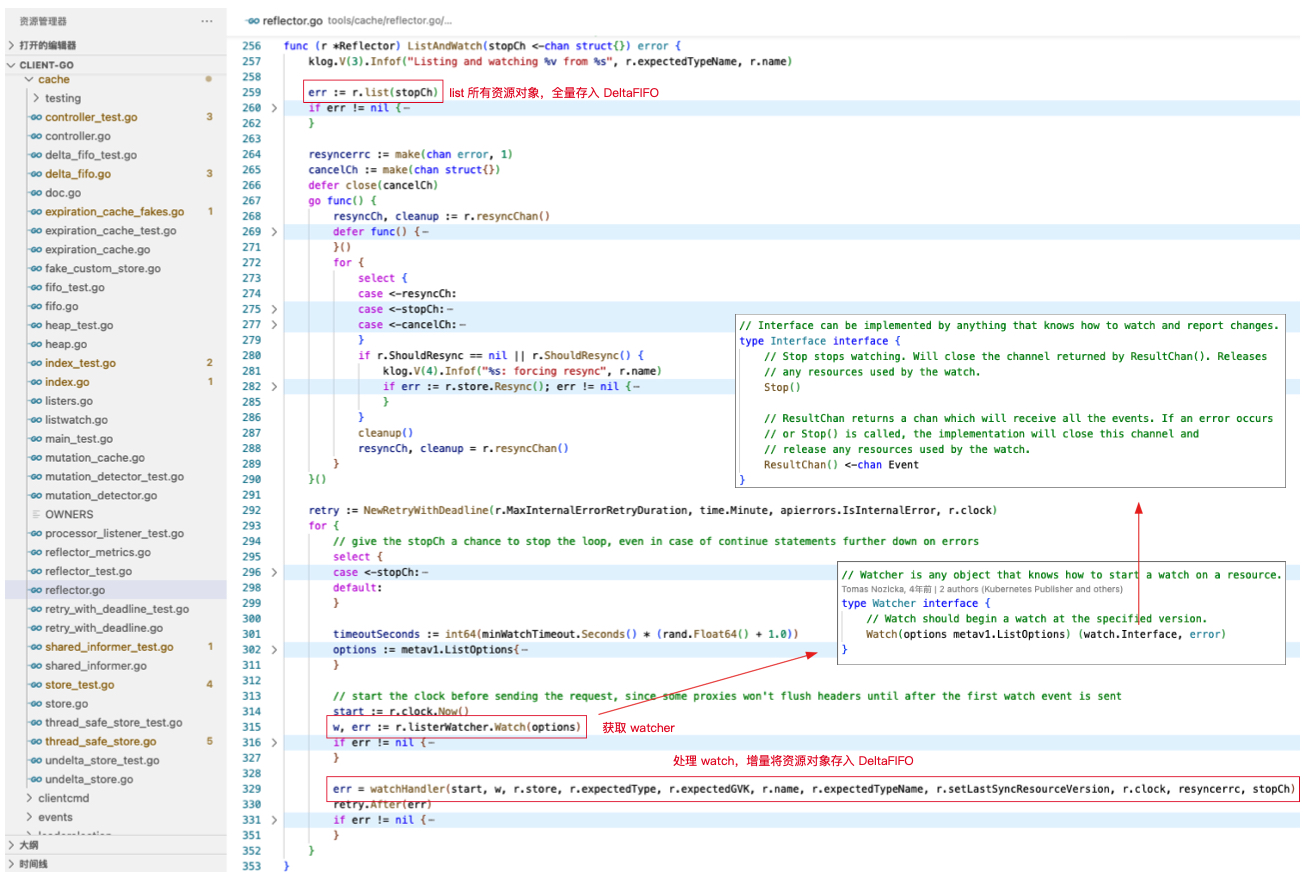 资源管理器
···
打开的编辑器
CLIENT-GO
cache
testing
controller_test.go 3
controller.go
delta_fifo_test.go
delta_fifo.go 3
doc.go
expiration_cache_fakes.go 1
expiration_cache_test.go
expiration_cache.go
fake_custom_store.go
fifo_test.go
fifo.go
heap_test.go
heap.go
index_test.go 2
index.go 1
listers.go
listwatch.go
main_test.go
mutation_cache.go
mutation_detector_test.go
mutation_detector.go
OWNERS
processor_listener_test.go
reflector_metrics.go
reflector_test.go
reflector.go
retry_with_deadline_test.go
retry_with_deadline.go
shared_informer_test.go 1
shared_informer.go
store_test.go 4
store.go
thread_safe_store_test.go
thread_safe_store.go 5
undelta_store_test.go
undelta_store.go
clientcmd
events
leaderelection
大纲
时间线
reflector.go tools/cache/reflector.go/...
256 func (r *Reflector) ListAndWatch(stopCh <-chan struct{}) error {
257 klog.V(3).Infof("Listing and watching %v from %s", r.expectedTypeName, r.name)
258
259 err := r.list(stopCh) list 所有资源对象，全量存入 DeltaFIFO
260 if err != nil {–
262 }
263
264 resyncerrc := make(chan error, 1)
265 cancelCh := make(chan struct{})
266 defer close(cancelCh)
267 go func() {
268 resyncCh, cleanup := r.resyncChan()
269 defer func() {–
271 }()
272 for {
273 select {
274 case <-resyncCh:
275 case <-stopCh:–
277 case <-cancelCh:–
279 }
280 if r.ShouldResync == nil || r.ShouldResync() {
281 klog.V(4).Infof("%s: forcing resync", r.name)
282 if err := r.store.Resync(); err != nil {–
285 }
286 }
287 cleanup()
288 resyncCh, cleanup = r.resyncChan()
289 }
290 }()
291
292 retry := NewRetryWithDeadline(r.MaxInternalErrorRetryDuration, time.Minute, apierrors.IsInternalError, r.clock)
293 for {
294 // give the stopCh a chance to stop the loop, even in case of continue statements further down on errors
295 select {
296 case <-stopCh:–
298 default:
299 }
300
301 timeoutSeconds := int64(minWatchTimeout.Seconds() * (rand.Float64() + 1.0))
302 options := metav1.ListOptions{–
311 }
312
313 // start the clock before sending the request, since some proxies won't flush headers until after the first watch event is sent
314 start := r.clock.Now()
315 w, err := r.listerWatcher.Watch(options) 获取 watcher
316 if err != nil {–
327 }
处理 watch，增量将资源对象存入 DeltaFIFO
328
329 err = watchHandler(start, w, r.store, r.expectedType, r.expectedGVK, r.name, r.expectedTypeName, r.setLastSyncResourceVersion, r.clock, resyncerrc, stopCh)
330 retry.After(err)
331 if err != nil {–
351 }
352 }
353 }
// Interface can be implemented by anything that knows how to watch and report changes.
type Interface interface {
// Stop stops watching. Will close the channel returned by ResultChan(). Releases
// any resources used by the watch.
Stop()
// ResultChan returns a chan which will receive all the events. If an error occurs
// or Stop() is called, the implementation will close this channel and
// release any resources used by the watch.
ResultChan() <-chan Event
}
// Watcher is any object that knows how to start a watch on a resource.
Tomas Nozicka, 4年前 | 2 authors (Kubernetes Publisher and others)
type Watcher interface {
// Watch should begin a watch at the specified version.
Watch(options metav1.ListOptions) (watch.Interface, error)
}